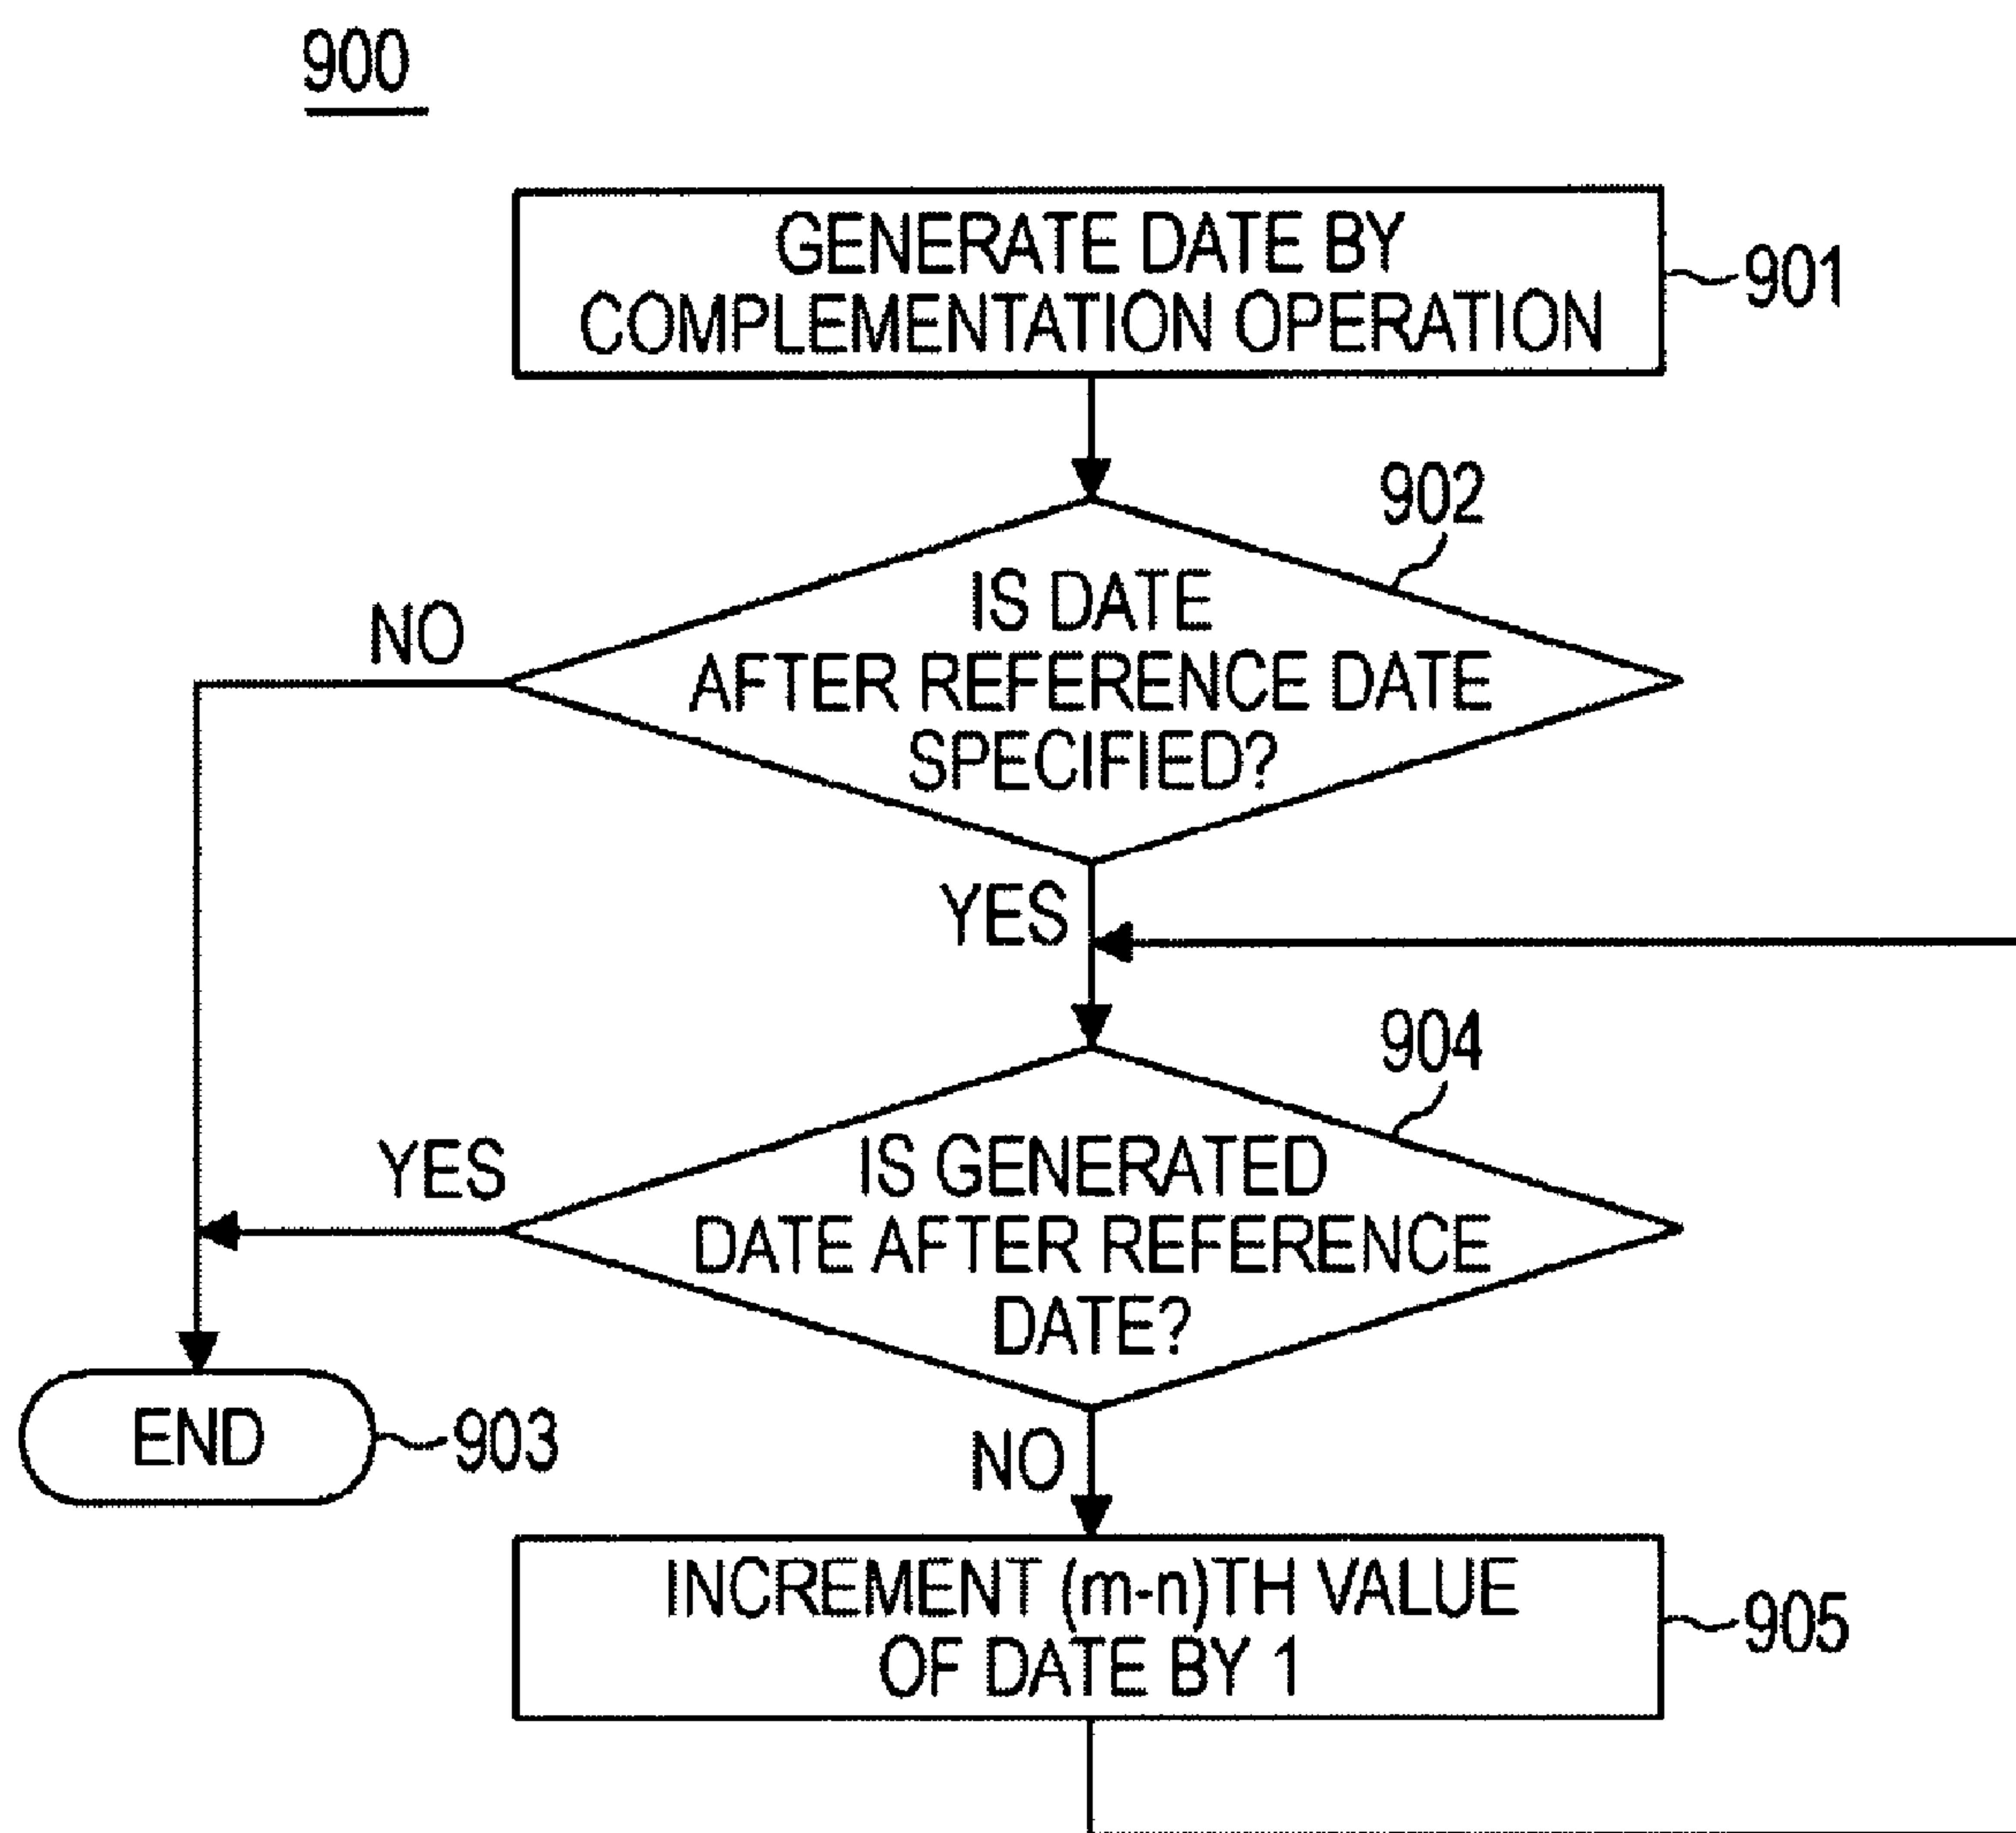 900
GENERATE DATE BY
COMPLEMENTATION OPERATION
901
902
IS DATE
AFTER REFERENCE DATE
SPECIFIED?
NO
YES
904
IS GENERATED
DATE AFTER REFERENCE
DATE?
YES
END
903
NO
INCREMENT (m-n)TH VALUE
OF DATE BY 1
905